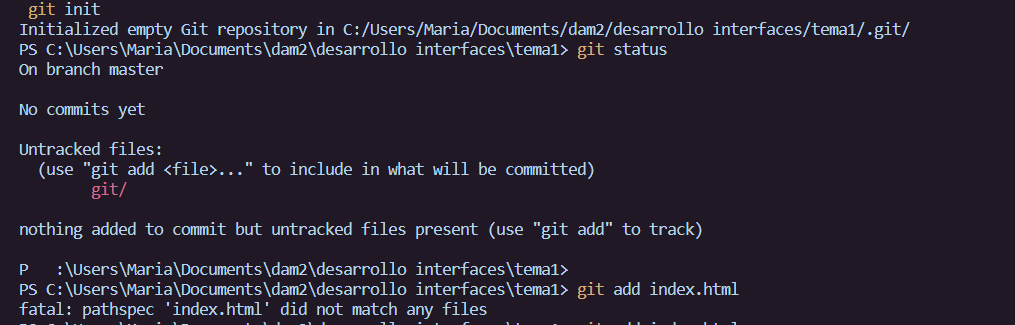 git init
Initialized empty Git repository in C:/Users/Maria/Documents/dam2/desarrollo interfaces/tema1/.git/
PS C:\Users\Maria\Documents\dam2\desarrollo interfaces\tema1> git status
On branch master
No commits yet
Untracked files:
(use "git add <file>..." to include in what will be committed)
git/
nothing added to commit but untracked files present (use "git add" to track)
P :\Users\Maria\Documents\dam2\desarrollo interfaces\tema1>
PS C:\Users\Maria\Documents\dam2\desarrollo interfaces\tema1> git add index.html
fatal: pathspec 'index.html' did not match any files